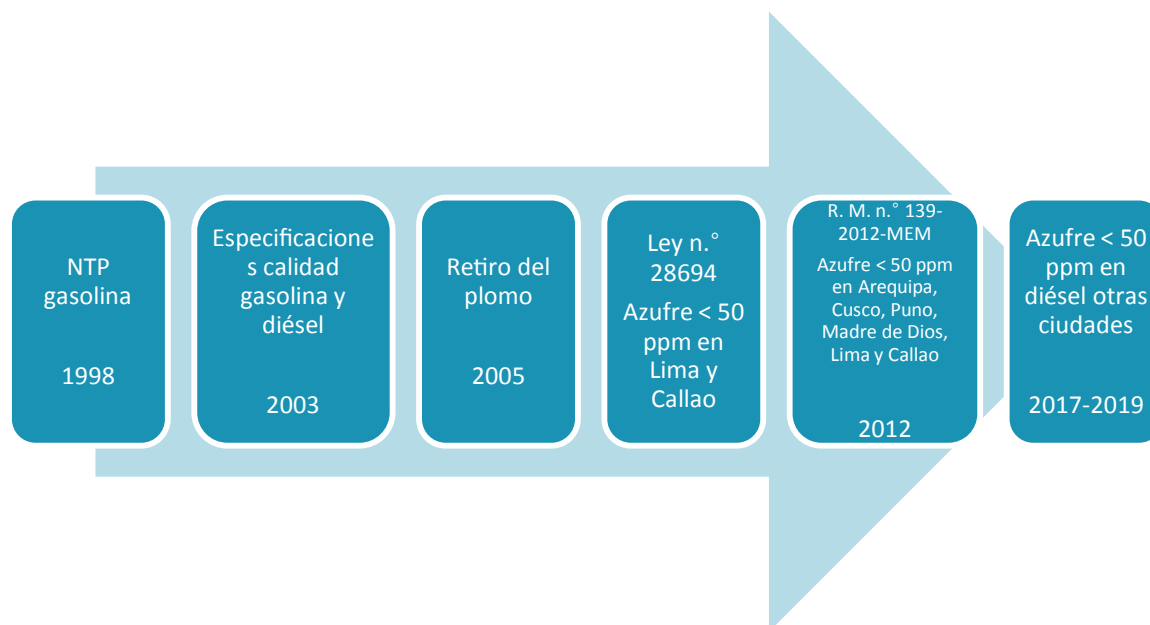 NTP
gasolina
1998
Especificacione
s calidad
gasolina y
diésel
2003
Retiro del
plomo
2005
Ley n.°
28694
Azufre < 50
ppm en
Lima y
Callao
R. M. n.° 139-
2012-MEM
Azufre < 50 ppm
en Arequipa,
Cusco, Puno,
Madre de Dios,
Lima y Callao
2012
Azufre < 50
ppm en
diésel otras
ciudades
2017-2019